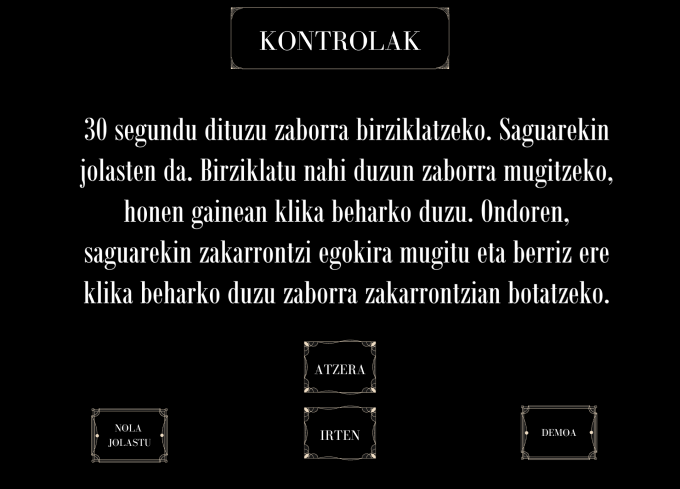 KONTROLAK
30 segundu dituzu zaborra birziklatzeko. Saguarekin
jolasten da. Birziklatu nahi duzun zaborra mugitzeko,
honen gainean klika beharko duzu. Ondoren,
saguarekin zakarrontzi egokira mugitu eta berriz ere
klika beharko duzu zaborra zakarrontzian botatzeko.
ATZERA
NOLA
JOLASTU
IRTEN
DEMOA